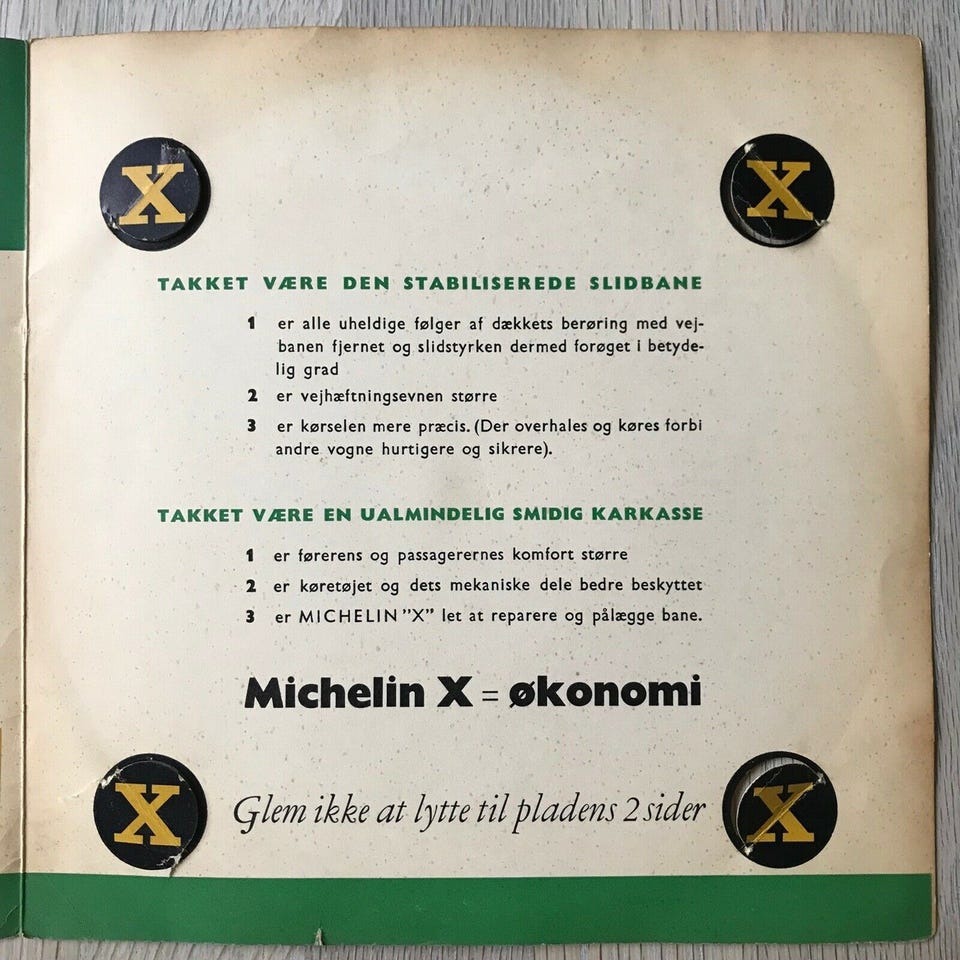 X X
TAKKET VÆRE DEN STABILISEREDE SLIDBANE
1 er alle uheldige følger af dækkets berøring med vej-
banen fjernet og slidstyrken dermed forøget i betyde-
lig grad
2 er vejhæftningsevnen større
3 er kørselen mere præcis. (Der overhales og køres forbi
andre vogne hurtigere og sikrere).
TAKKET VÆRE EN UALMINDELIG SMIDIG KARKASSE
1 er førerens og passagerernes komfort større
2 er køretøjet og dets mekaniske dele bedre beskyttet
3 er MICHELIN "X" let at reparere og pålægge bane.
Michelin X = økonomi
X Glem ikke at lytte til pladens 2 sider X